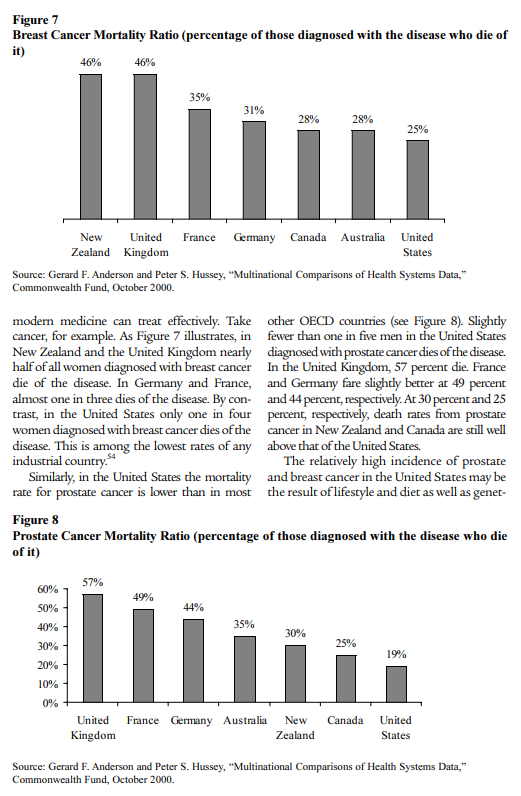 Figure 7
Breast Cancer Mortality Ratio (percentage of those diagnosed with the disease who die of
it)
46% 46%
35%
31%
28% 28%
25%
New Zealand United Kingdom France Germany Canada Australia United States
Source: Gerard F. Anderson and Peter S. Hussey, “Multinational Comparisons of Health Systems Data,”
Commonwealth Fund, October 2000.
modern medicine can treat effectively. Take
cancer, for example. As Figure 7 illustrates, in
New Zealand and the United Kingdom nearly
half of all women diagnosed with breast cancer
die of the disease. In Germany and France,
almost one in three dies of the disease. By con-
trast, in the United States only one in four
women diagnosed with breast cancer dies of the
disease. This is among the lowest rates of any
industrial country.54
Similarly, in the United States the mortality
rate for prostate cancer is lower than in most
other OECD countries (see Figure 8). Slightly
fewer than one in five men in the United States
diagnosed with prostate cancer dies of the disease.
In the United Kingdom, 57 percent die. France
and Germany fare slightly better at 49 percent
and 44 percent, respectively. At 30 percent and 25
percent, respectively, death rates from prostate
cancer in New Zealand and Canada are still well
above that of the United States.
The relatively high incidence of prostate
and breast cancer in the United States may be
the result of lifestyle and diet as well as genet-
Figure 8
Prostate Cancer Mortality Ratio (percentage of those diagnosed with the disease who die
of it)
60%
50%
40%
30%
20%
10%
0%
57%
49%
44%
35%
30%
25%
19%
United Kingdom France Germany Australia New Zealand Canada United States
Source: Gerard F. Anderson and Peter S. Hussey, “Multinational Comparisons of Health Systems Data,”
Commonwealth Fund, October 2000.